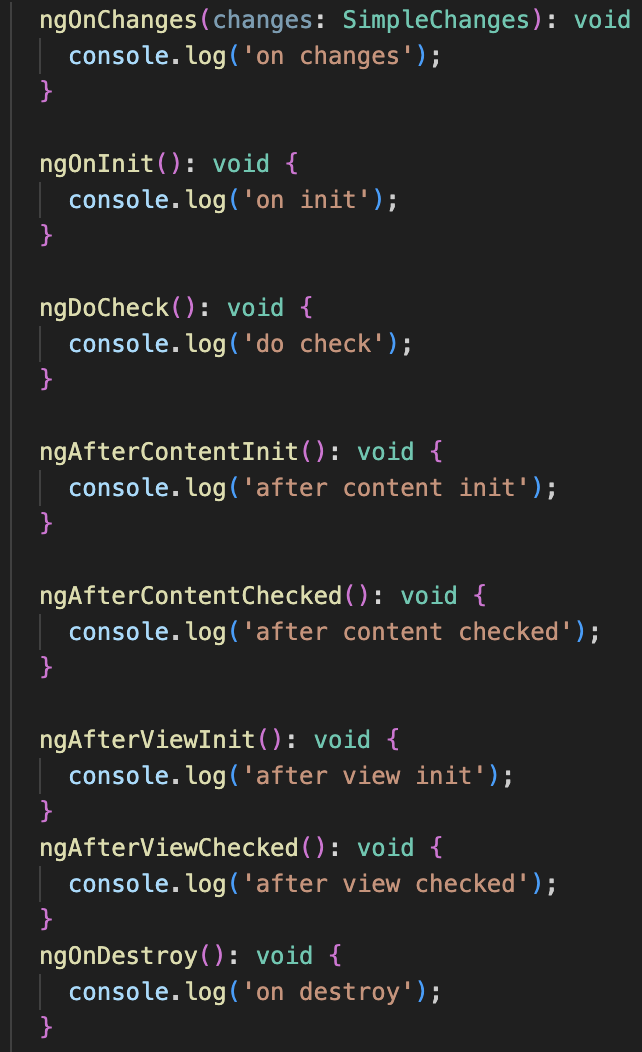 ngOnChanges(changes: SimpleChanges): void
console.log('on changes');
}
ngOnInit(): void {
console.log('on init');
}
ngDoCheck(): void {
console.log('do check');
}
ngAfterContentInit(): void {
console.log('after content init');
}
ngAfterContentChecked(): void {
console.log('after content checked');
}
ngAfterViewInit(): void {
console.log('after view init');
}
ngAfterViewChecked(): void {
console.log('after view checked');
}
ngOnDestroy(): void {
console.log('on destroy');
}